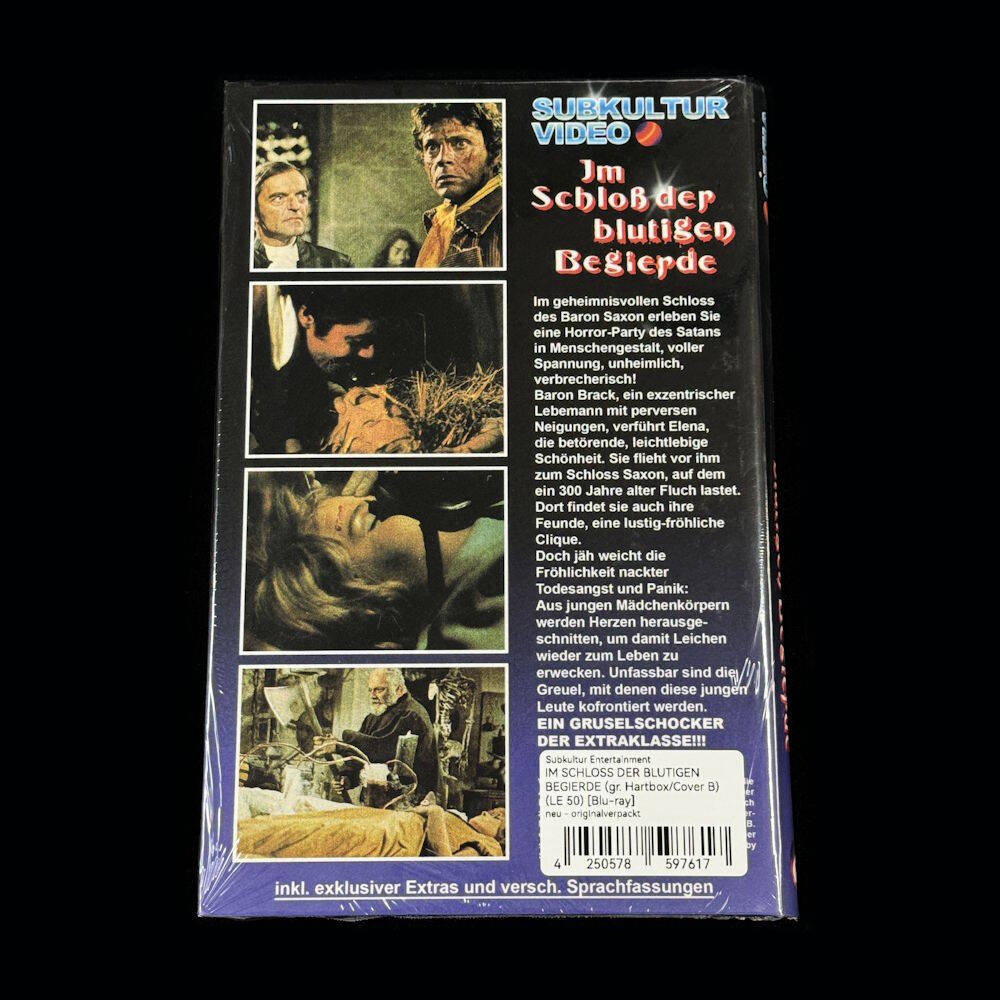 SUBKULTUR
VIDEO
Im
Schloß der
blutigen
Begierde
Im geheimnisvollen Schloss
des Baron Saxon erleben Sie
eine Horror-Party des Satans
in Menschengestalt, voller
Spannung, unheimlich,
verbrecherisch!
Baron Brack, ein exzentrischer
Lebemann mit perversen
Neigungen, verführt Elena,
die betörende, leichtlebige
Schönheit. Sie flieht vor ihm
zum Schloss Saxon, auf dem
ein 300 Jahre alter Fluch lastet.
Dort findet sie auch ihre
Feunde, eine lustig-fröhliche
Clique.
Doch jäh weicht die
Fröhlichkeit nackter
Todesangst und Panik:
Aus jungen Mädchenkörpern
werden Herzen herausge-
schnitten, um damit Leichen
wieder zum Leben zu
erwecken. Unfassbar sind die
Greuel, mit denen diese jungen
Leute kofrontiert werden.
EIN GRUSELSCHOCKER
DER EXTRAKLASSE!!!
Subkultur Entertainment
IM SCHLOSS DER BLUTIGEN
BEGIERDE (gr. Hartbox/Cover B)
(LE 50) [Blu-ray]
neu - originalverpackt
4 250578 597617
inkl. exklusiver Extras und versch. Sprachfassungen